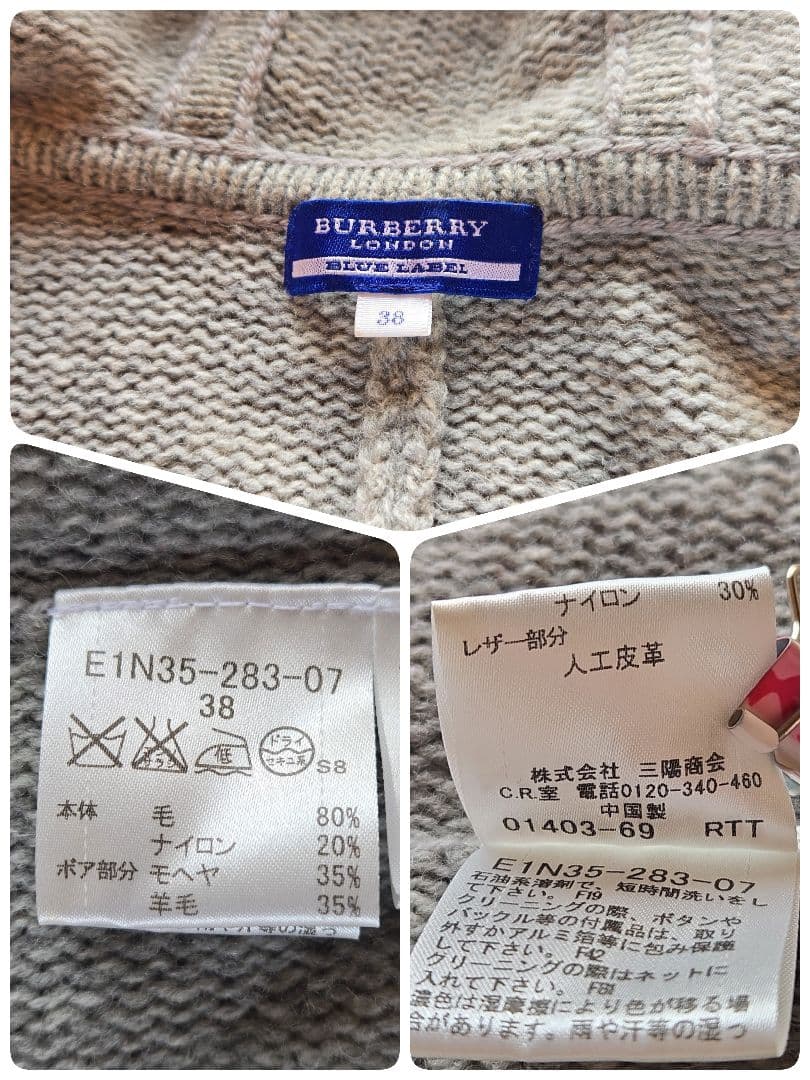 BURBERRY
LONDON
BLUE LABEL
38
E1N35-283-07
38
低
ドライ
セキユ系
S8
本体 毛 80%
ナイロン 20%
ボア部分 モヘヤ 35%
羊毛 35%
ナイロン 30%
レザー部分
人工皮革
株式会社 三陽商会
C.R.室 電話0120-340-460
中国製
01403-69 RTT
E1N35-283-07
石油系溶剤で、短時間洗いをし
て下さい。F19
クリーニングの際、ボタンや
バックル等の付属品は、取り
外すかアルミ箔等に包み保護
して下さい。F42
クリーニングの際はネットに
入れて下さい。F81
濃色は湿摩擦により色が移る場
合があります。雨や汗等の湿っ